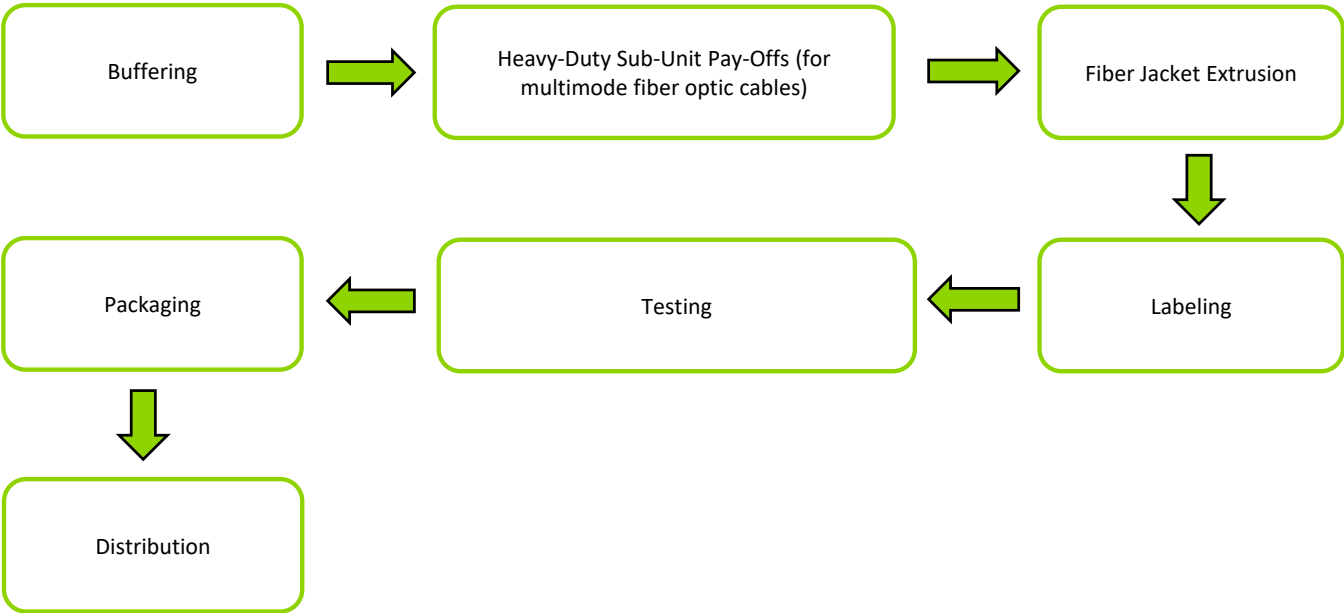 Buffering
Heavy-Duty Sub-Unit Pay-Offs (for
multimode fiber optic cables)
Fiber Jacket Extrusion
Labeling
Testing
Packaging
Distribution